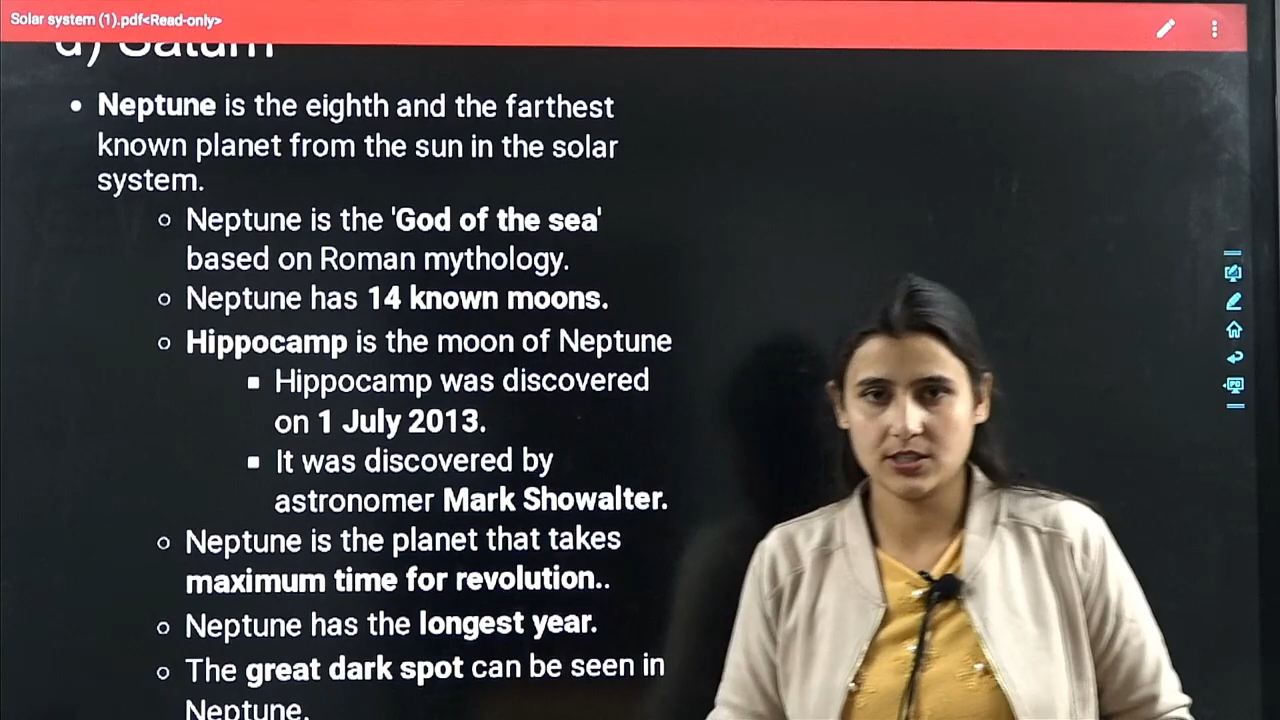 Solar system (1).pdf<Read-only>
d) Saturn
Neptune is the eighth and the farthest
known planet from the sun in the solar
system.
Neptune is the 'God of the sea'
based on Roman mythology.
Neptune has 14 known moons.
Hippocamp is the moon of Neptune
Hippocamp was discovered
on 1 July 2013.
It was discovered by
astronomer Mark Showalter.
Neptune is the planet that takes
maximum time for revolution..
Neptune has the longest year.
The great dark spot can be seen in
Neptune.